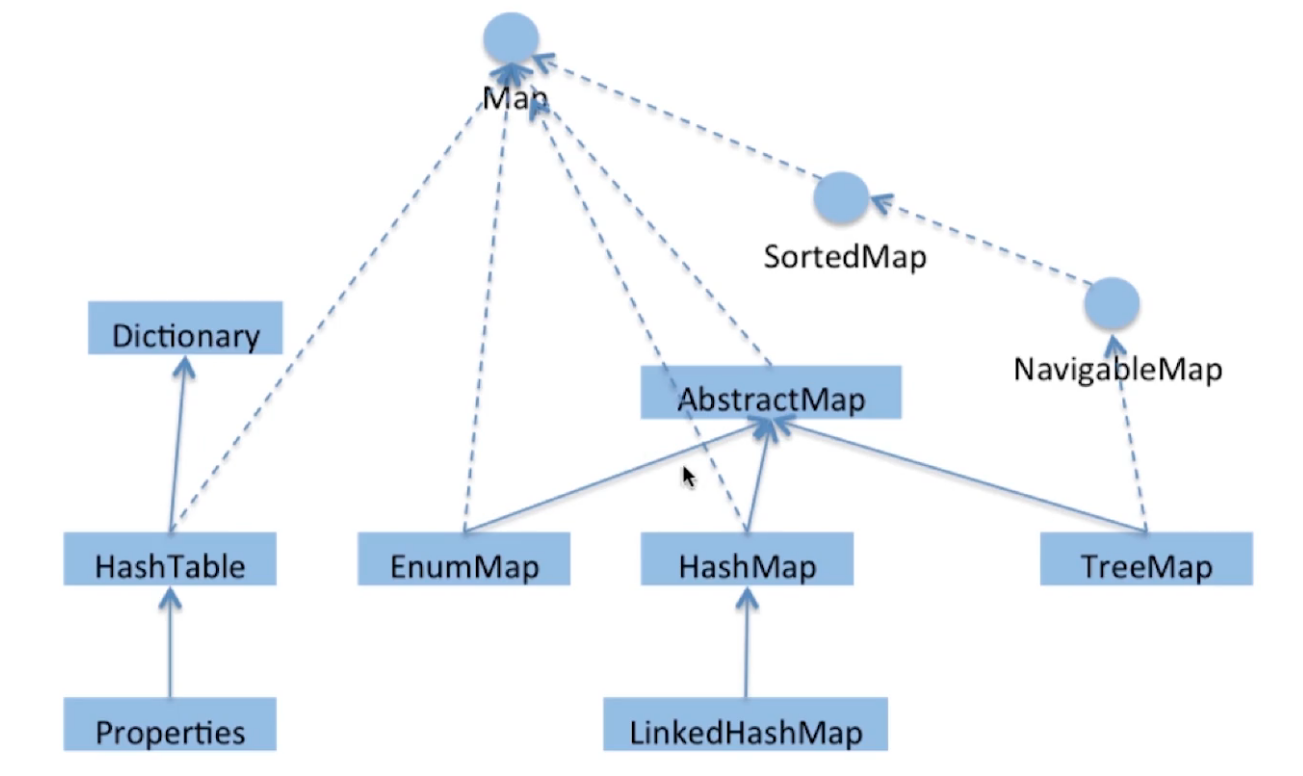 Map
SortedMap
Dictionary
NavigableMap
AbstractMap
HashTable
EnumMap
HashMap
TreeMap
Properties
LinkedHashMap